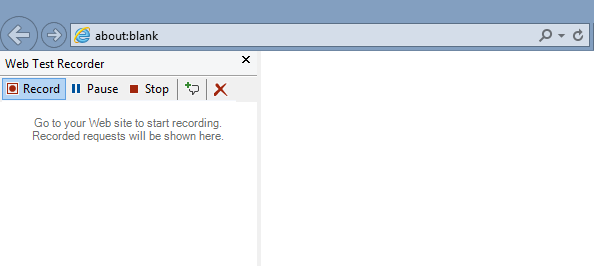 about:blank
Web Test Recorder
Record Pause Stop
Go to your Web site to start recording.
Recorded requests will be shown here.